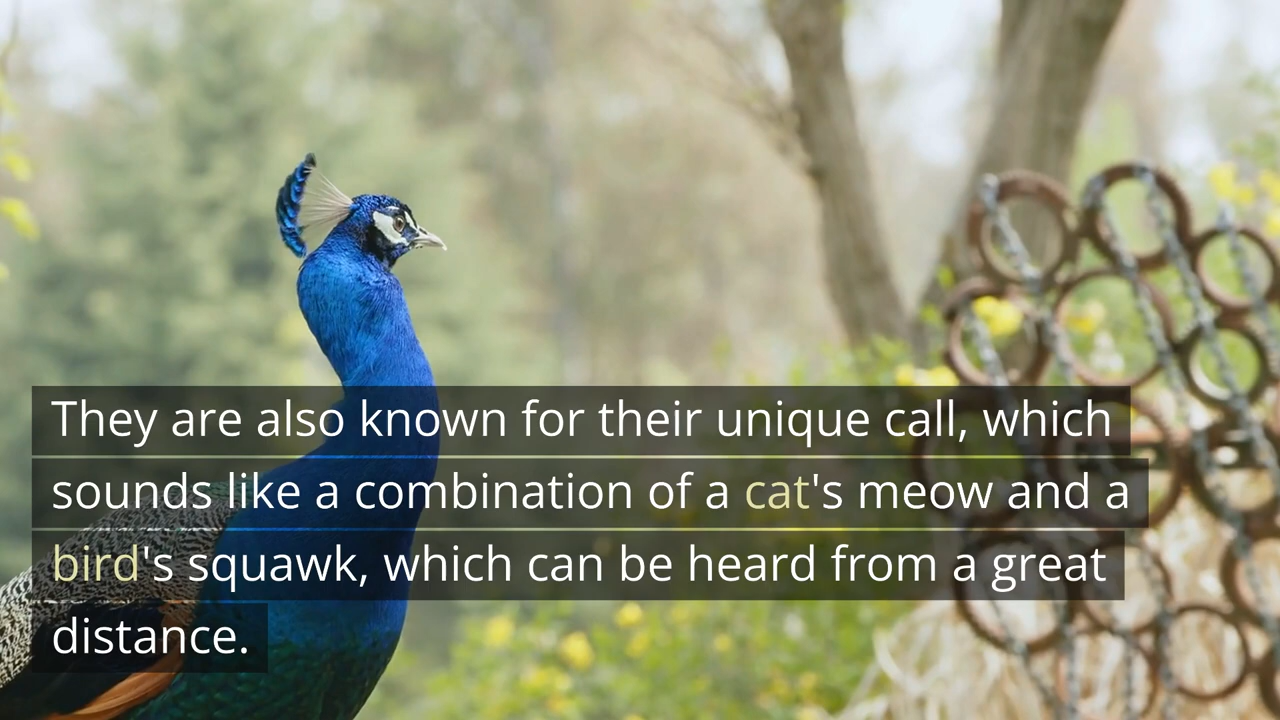 They are also known for their unique call, which
sounds like a combination of a cat's meow and a
bird's squawk, which can be heard from a great
distance.